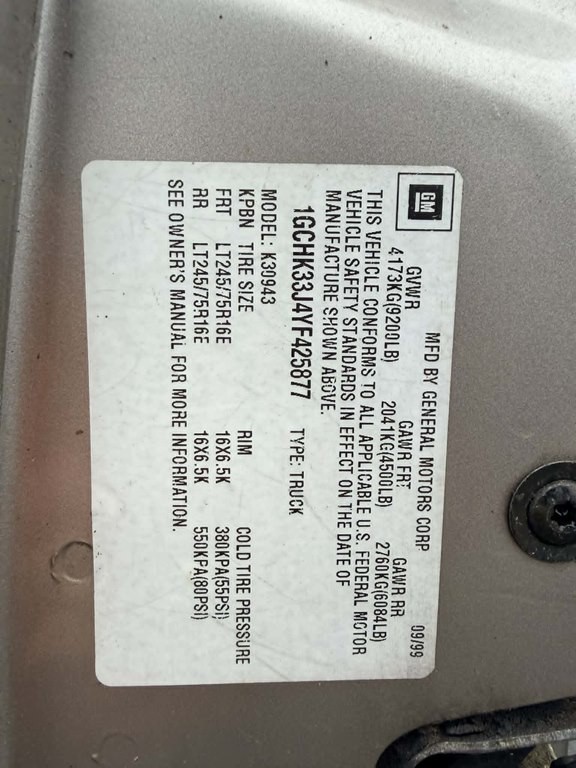 GM
MFD BY GENERAL MOTORS CORP 09/99
GVWR GAWR FRT GAWR RR
4173KG(9200LB) 2041KG(4500LB) 2760KG(6084LB)
THIS VEHICLE CONFORMS TO ALL APPLICABLE U.S. FEDERAL MOTOR
VEHICLE SAFETY STANDARDS IN EFFECT ON THE DATE OF
MANUFACTURE SHOWN ABOVE.
1GCHK33J4YF425877 TYPE: TRUCK
MODEL: K30943
KPBN TIRE SIZE RIM COLD TIRE PRESSURE
FRT LT245/75R16E 16X6.5K 380KPA(55PSI)
RR LT245/75R16E 16X6.5K 550KPA(80PSI)
SEE OWNER'S MANUAL FOR MORE INFORMATION.